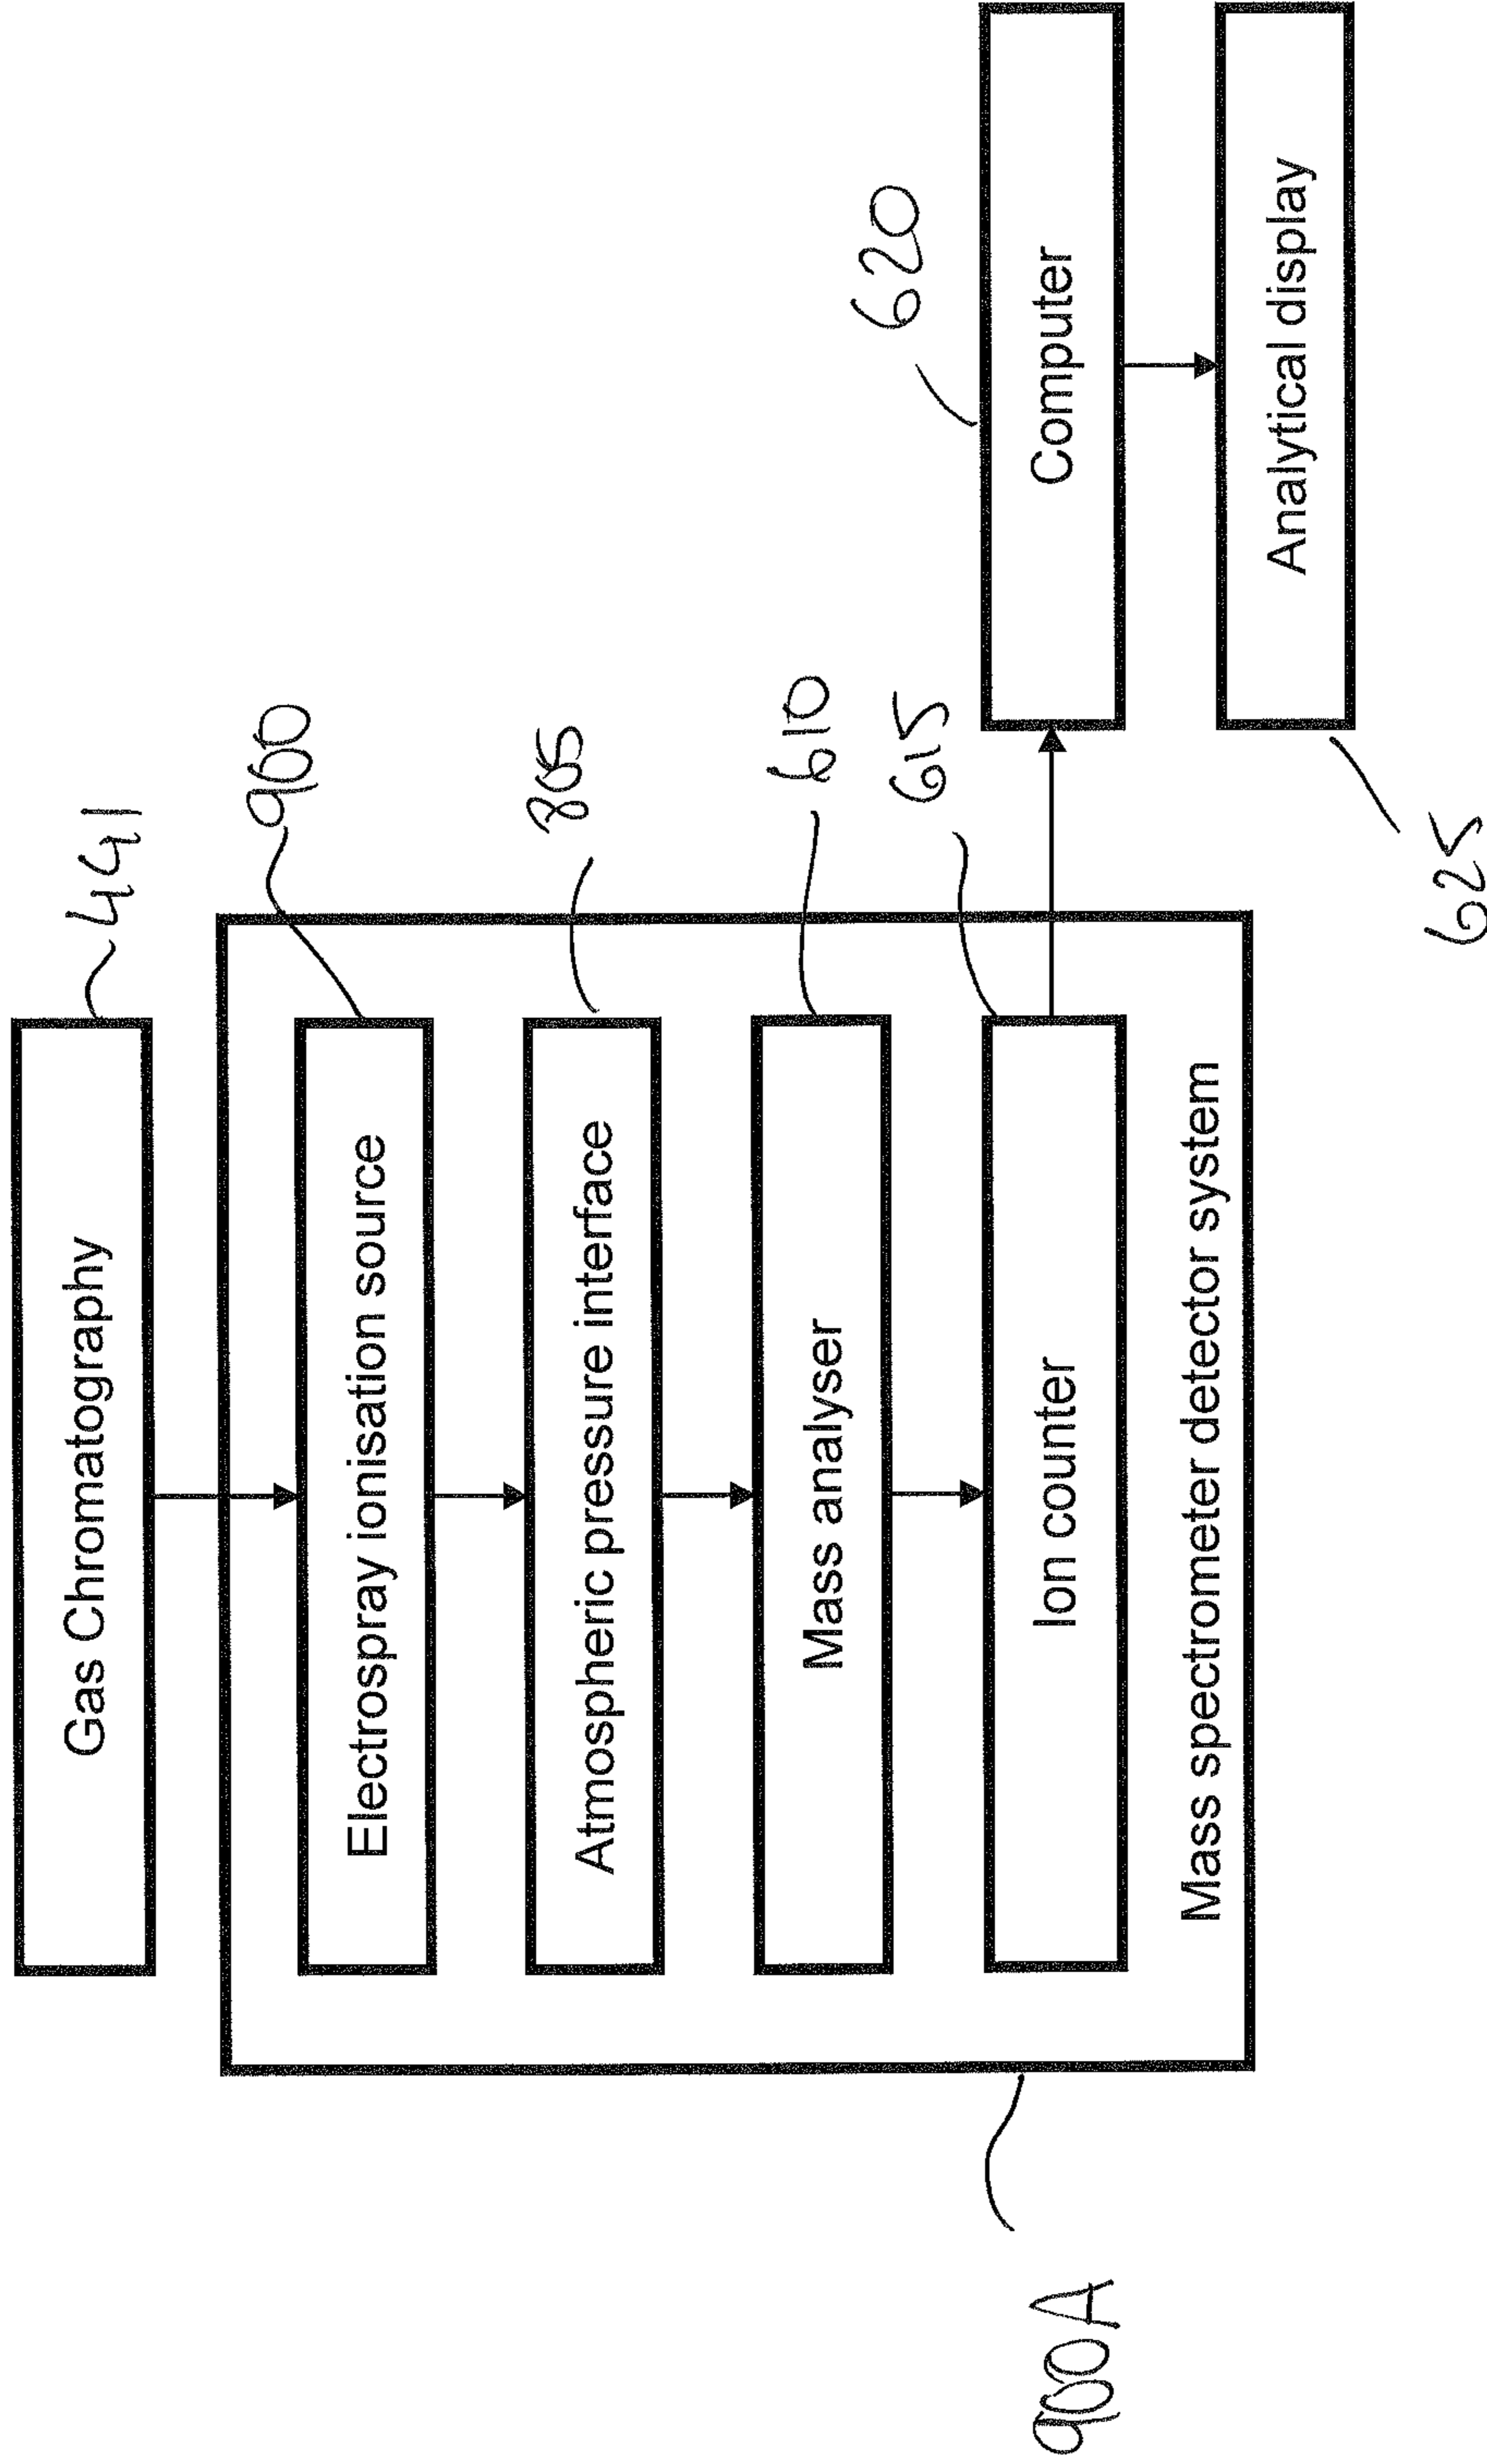 Gas Chromatography
441
Electrospray ionisation source
900
Atmospheric pressure interface
805
Mass analyser
610
Ion counter
615
Mass spectrometer detector system
900A
Computer
620
Analytical display
625